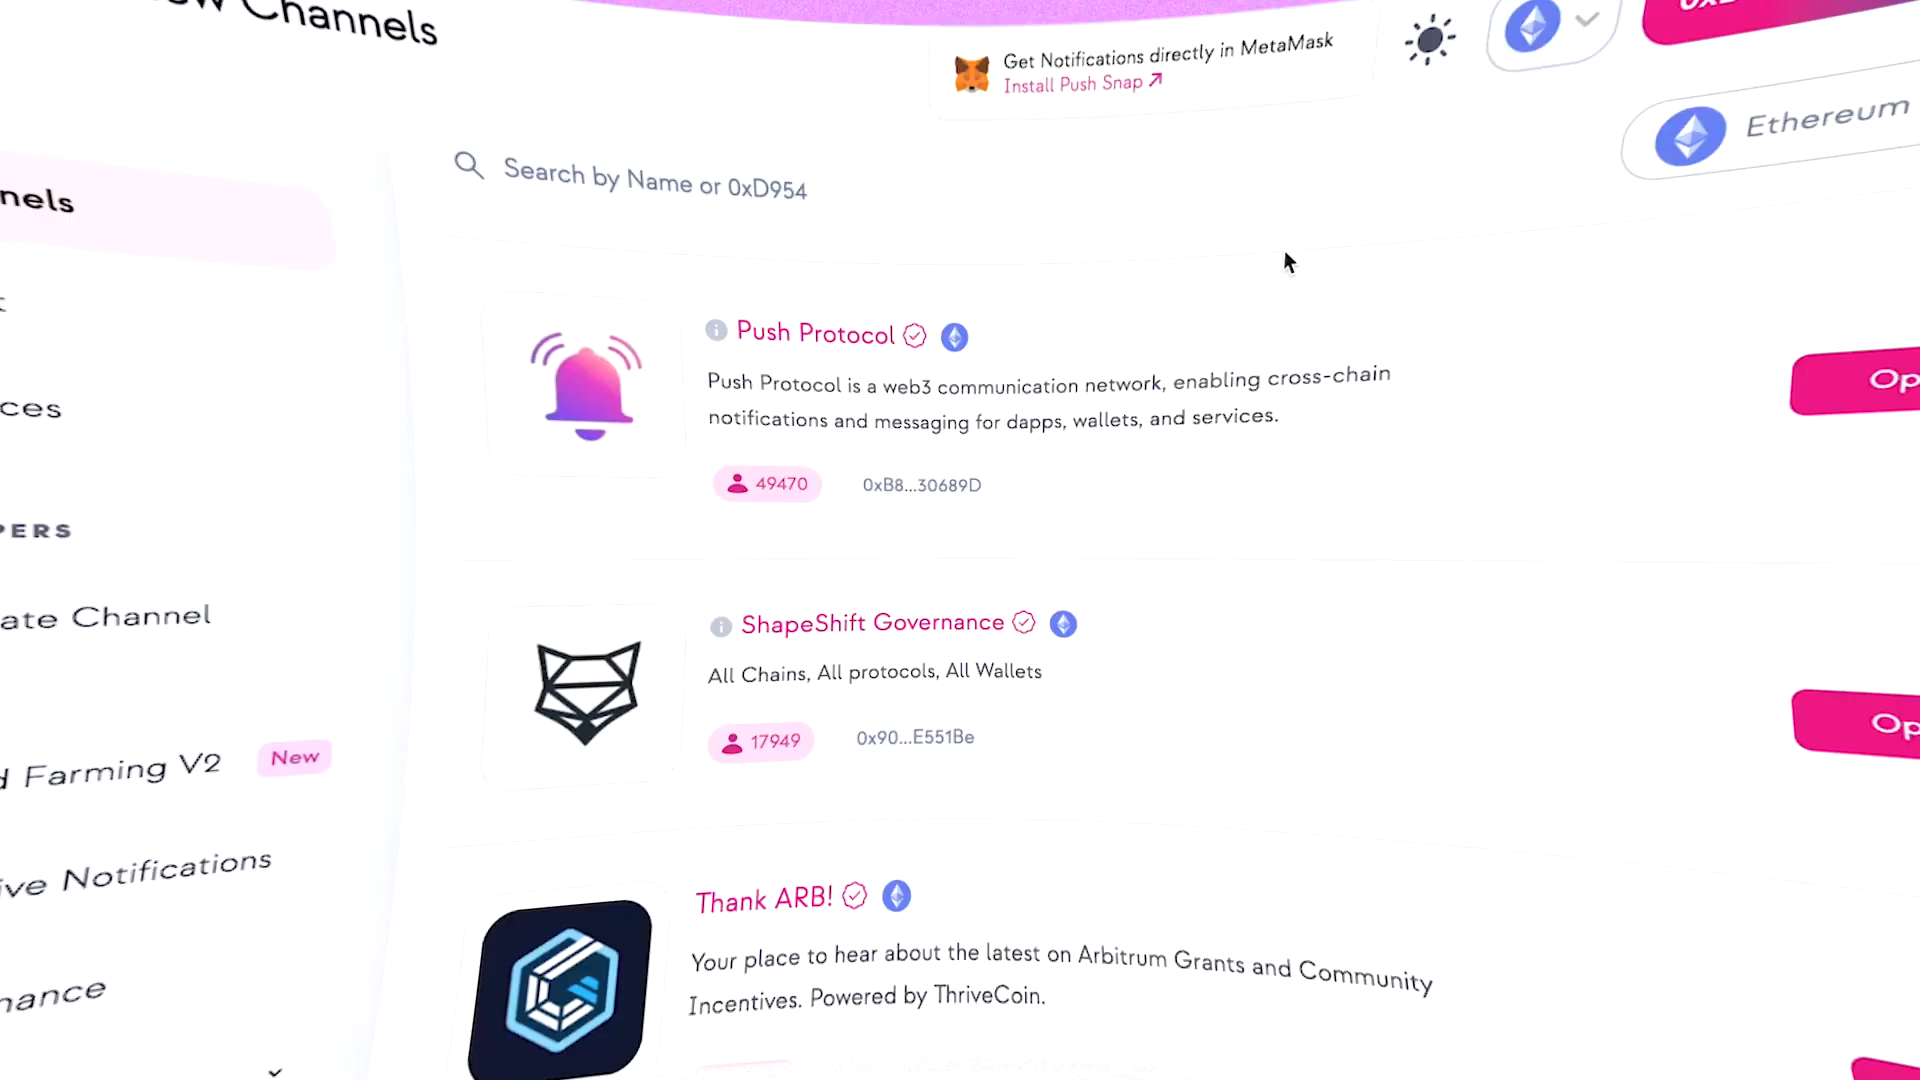 Channels
Get Notifications directly in MetaMask
Install Push Snap
Search by Name or 0xD954
Ethereum
Push Protocol
Push Protocol is a web3 communication network, enabling cross-chain
notifications and messaging for dapps, wallets, and services.
49470 0xB8...30689D
Op
ate Channel
ShapeShift Governance
All Chains, All protocols, All Wallets
17949 0x90...E551Be
Op
Farming V2 New
ive Notifications
Thank ARB!
Your place to hear about the latest on Arbitrum Grants and Community
Incentives. Powered by ThriveCoin.
nels
ces
PERS
nance